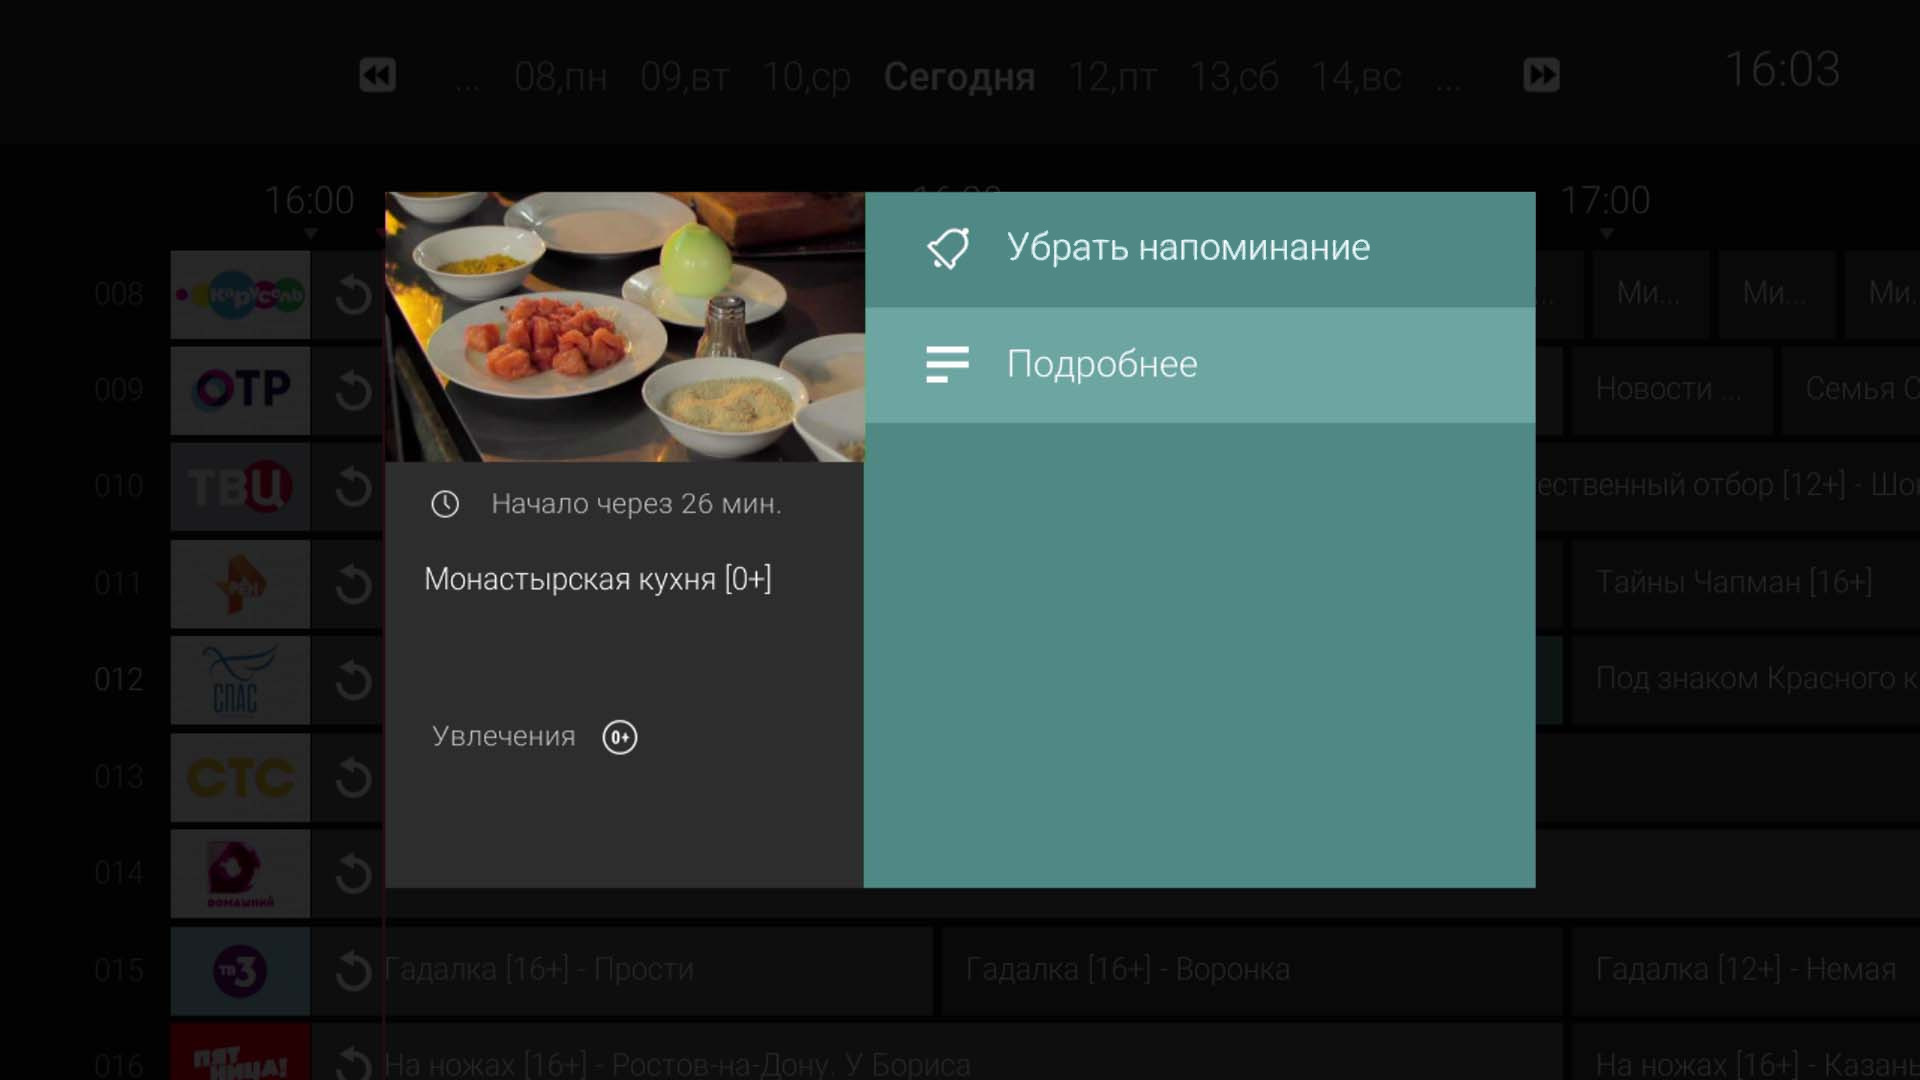 ... 08,пн 09,вт 10,ср Сегодня 12,пт 13,сб 14,вс ... 16:03
16:00 17:00
Убрать напоминание
Подробнее
Начало через 26 мин.
Монастырская кухня [0+]
Увлечения 0+
008 Карусель ... Ми... Ми... Ми...
009 ОТР Новости ... Семья С
010 ТВЦ ественный отбор [12+] - Шо
011 РЕН Тайны Чапман [16+]
012 СПАС Под знаком Красного к
013 СТС
014 ДОМАШНИЙ
015 ТВ3 Гадалка [16+] - Прости Гадалка [16+] - Воронка Гадалка [12+] - Немая
016 ПЯТНИЦА! На ножах [16+] - Ростов-на-Дону. У Бориса На ножах [16+] - Казань